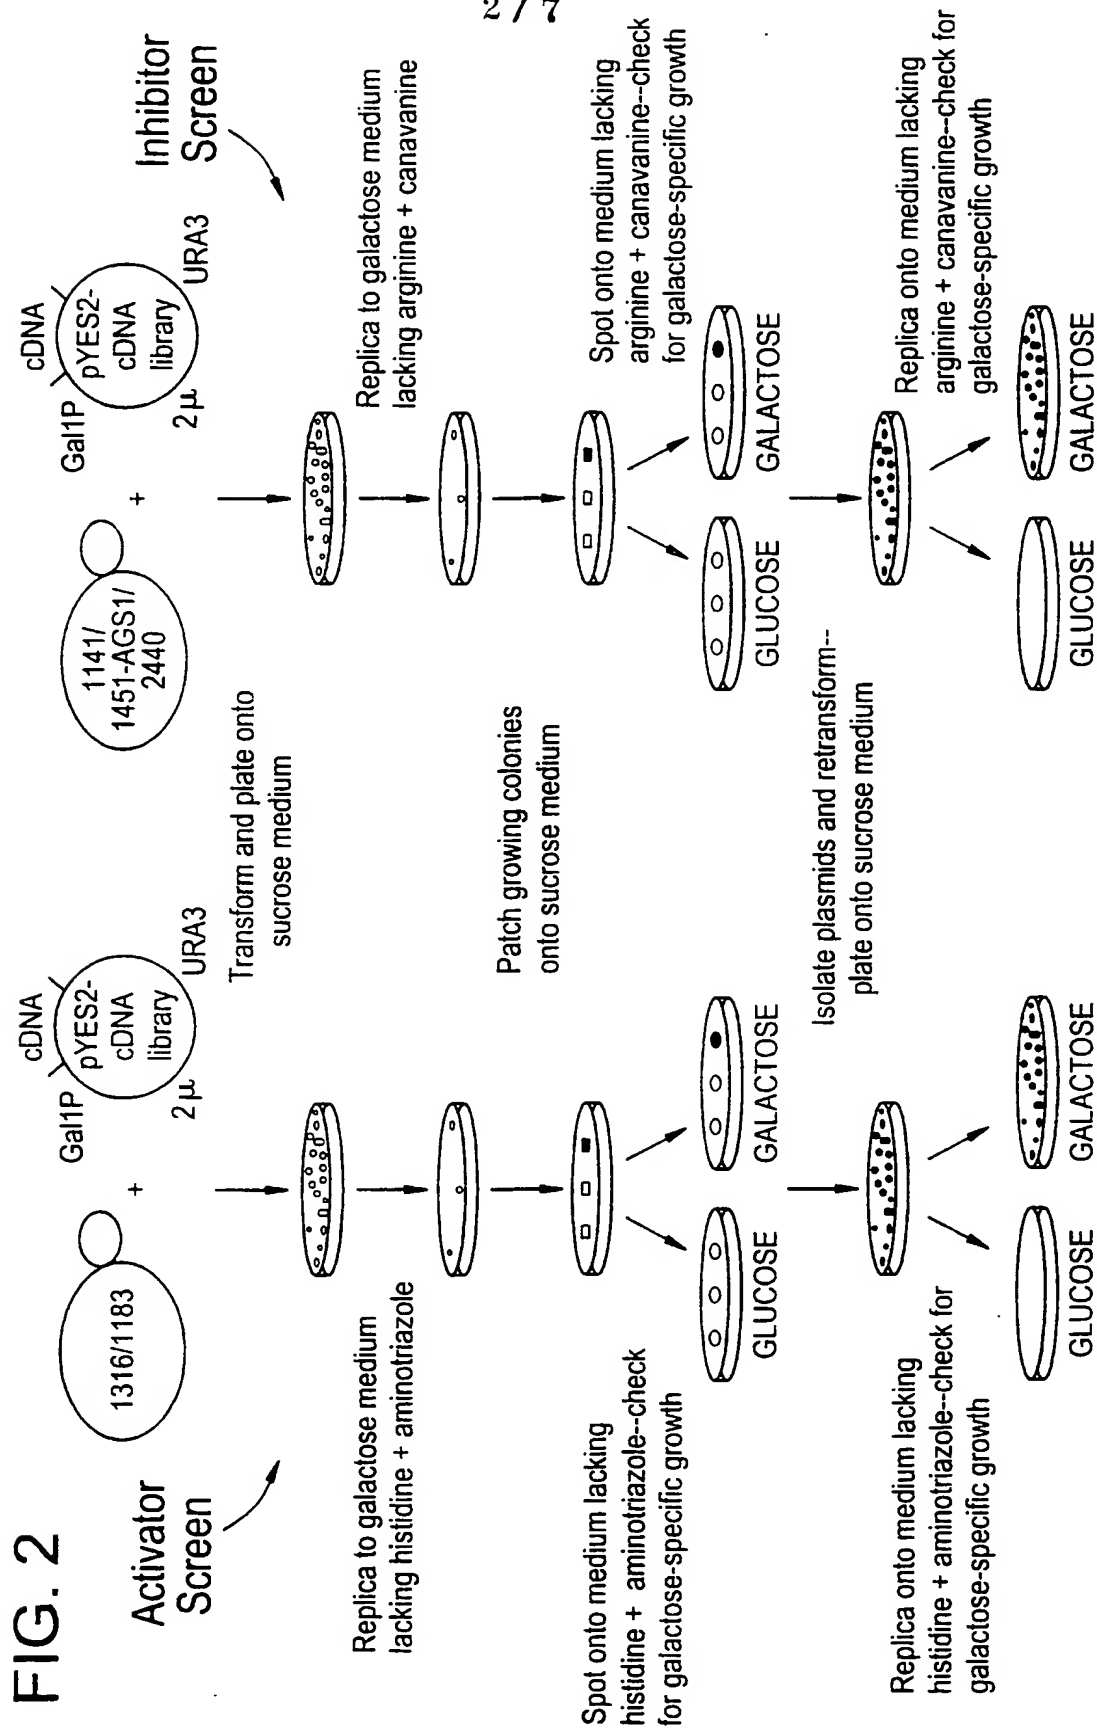 2 / 7
FIG. 2
Activator
Screen
1316/1183
+
Gal1P
cDNA
pYES2-
cDNA
library
2µ
URA3
Transform and plate onto
sucrose medium
1141/
1451-AGS1/
2440
+
Gal1P
cDNA
pYES2-
cDNA
library
2µ
URA3
Inhibitor
Screen
Replica to galactose medium
lacking histidine + aminotriazole
Replica to galactose medium
lacking arginine + canavanine
Patch growing colonies
onto sucrose medium
Spot onto medium lacking
histidine + aminotriazole--check
for galactose-specific growth
GLUCOSE
GALACTOSE
Spot onto medium lacking
arginine + canavanine--check
for galactose-specific growth
GLUCOSE
GALACTOSE
Isolate plasmids and retransform--
plate onto sucrose medium
Replica onto medium lacking
histidine + aminotriazole--check for
galactose-specific growth
GLUCOSE
GALACTOSE
Replica onto medium lacking
arginine + canavanine--check for
galactose-specific growth
GLUCOSE
GALACTOSE